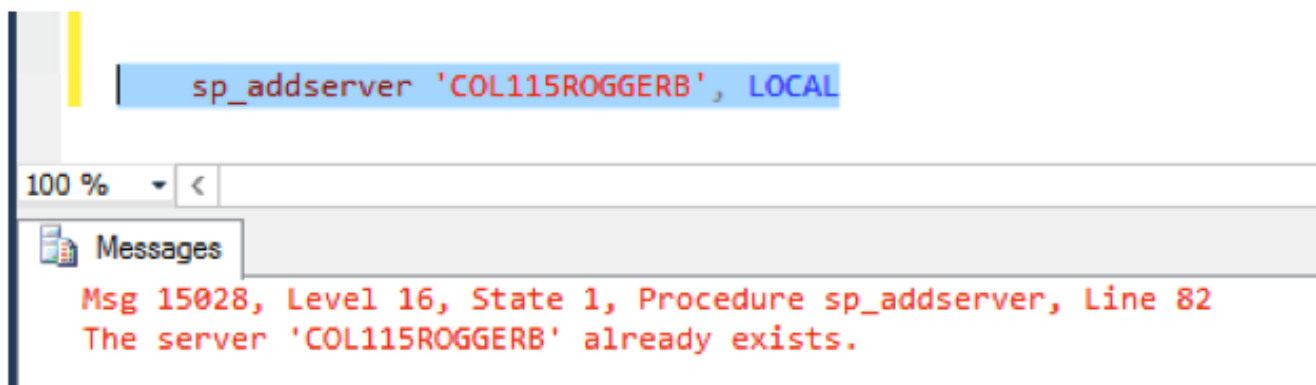 sp_addserver 'COL115ROGGERB', LOCAL
100 %
Messages
Msg 15028, Level 16, State 1, Procedure sp_addserver, Line 82
The server 'COL115ROGGERB' already exists.